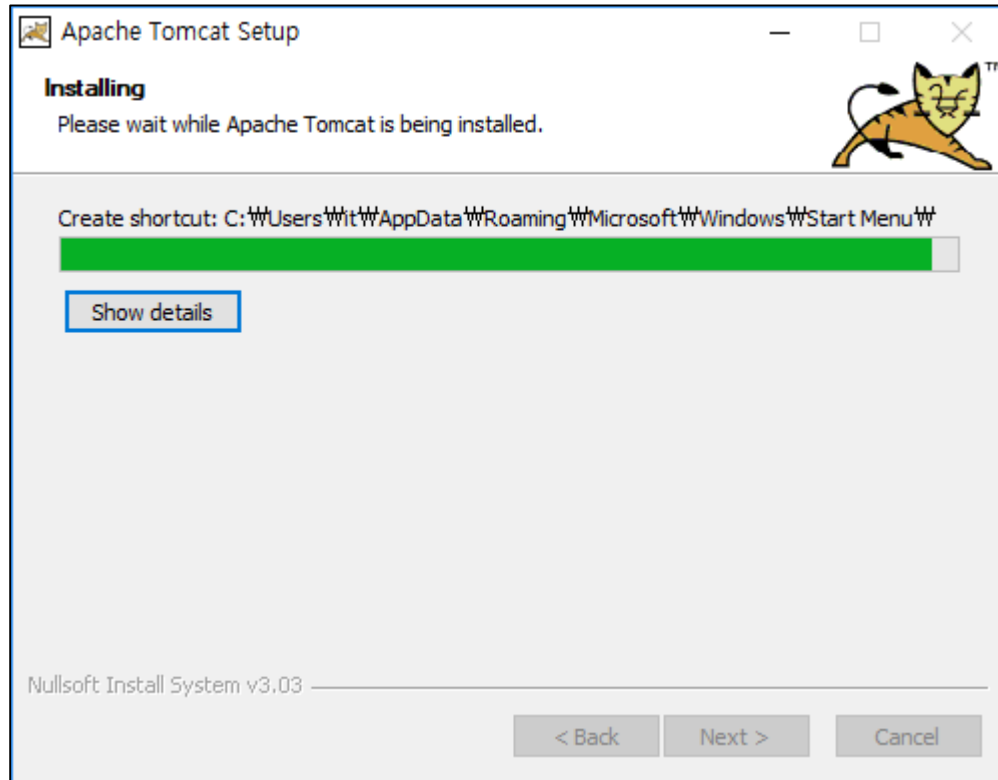 Apache Tomcat Setup
Installing
Please wait while Apache Tomcat is being installed.
TM
Create shortcut: C:₩Users₩it₩AppData₩Roaming₩Microsoft₩Windows₩Start Menu₩
Show details
Nullsoft Install System v3.03
< Back Next > Cancel